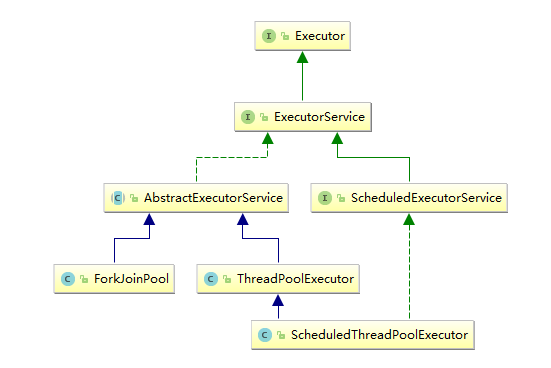 I Executor
I ExecutorService
C AbstractExecutorService
I ScheduledExecutorService
C ForkJoinPool
C ThreadPoolExecutor
C ScheduledThreadPoolExecutor